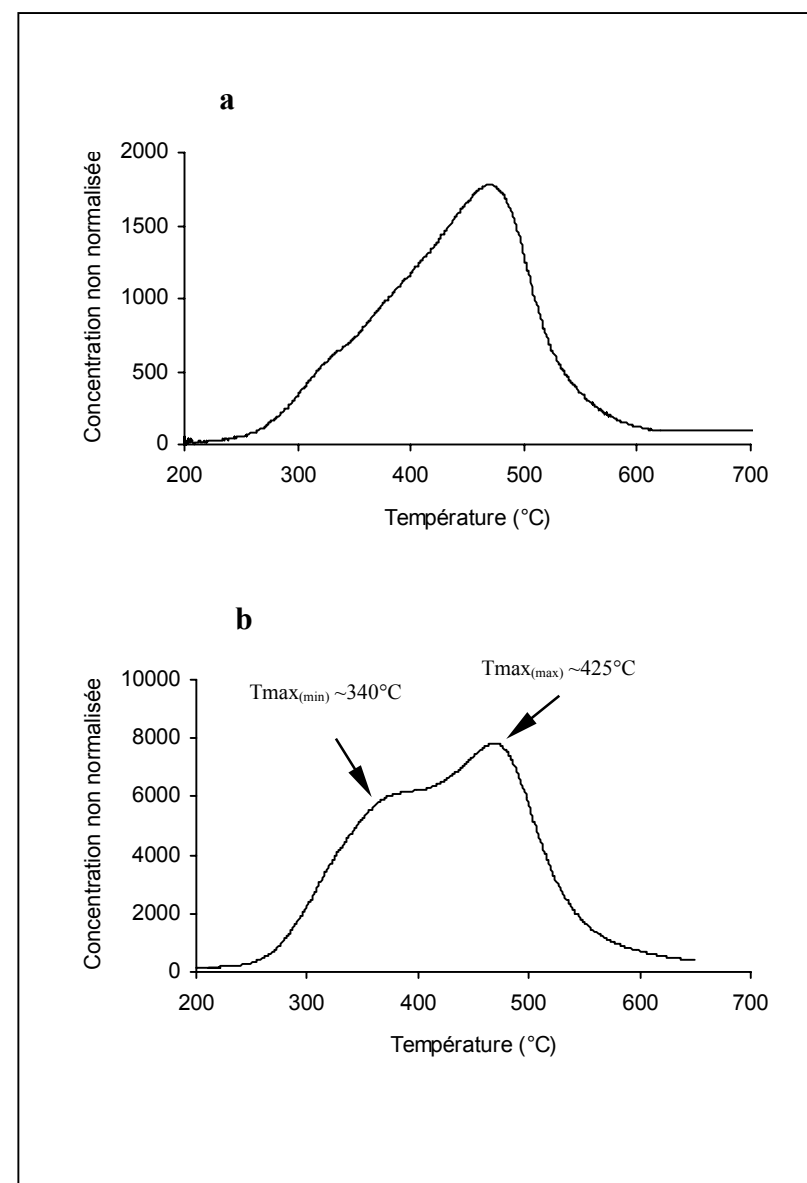 a
Concentration non normalisée
2000
1500
1000
500
0
200 300 400 500 600 700
Température (°C)
b
Concentration non normalisée
Tmax(min) ~340°C
Tmax(max) ~425°C
10000
8000
6000
4000
2000
0
200 300 400 500 600 700
Température (°C)